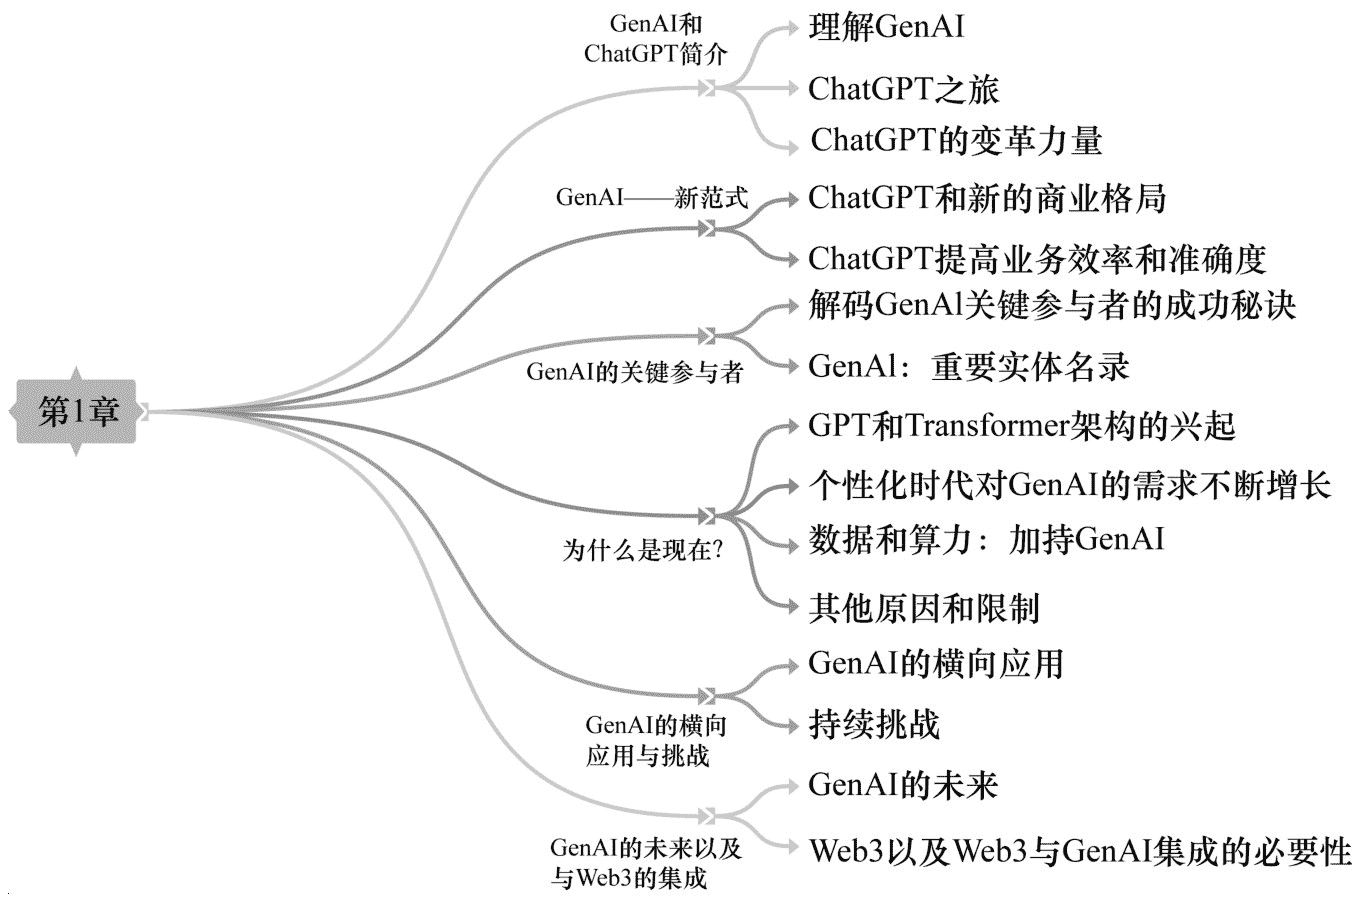 第1章
GenAI和
ChatGPT简介
理解GenAI
ChatGPT之旅
ChatGPT的变革力量
GenAI——新范式
ChatGPT和新的商业格局
ChatGPT提高业务效率和准确度
GenAI的关键参与者
解码GenAl关键参与者的成功秘诀
GenAl：重要实体名录
为什么是现在?
GPT和Transformer架构的兴起
个性化时代对GenAI的需求不断增长
数据和算力：加持GenAI
其他原因和限制
GenAI的横向
应用与挑战
GenAI的横向应用
持续挑战
GenAI的未来以及
与Web3的集成
GenAI的未来
Web3以及Web3与GenAI集成的必要性